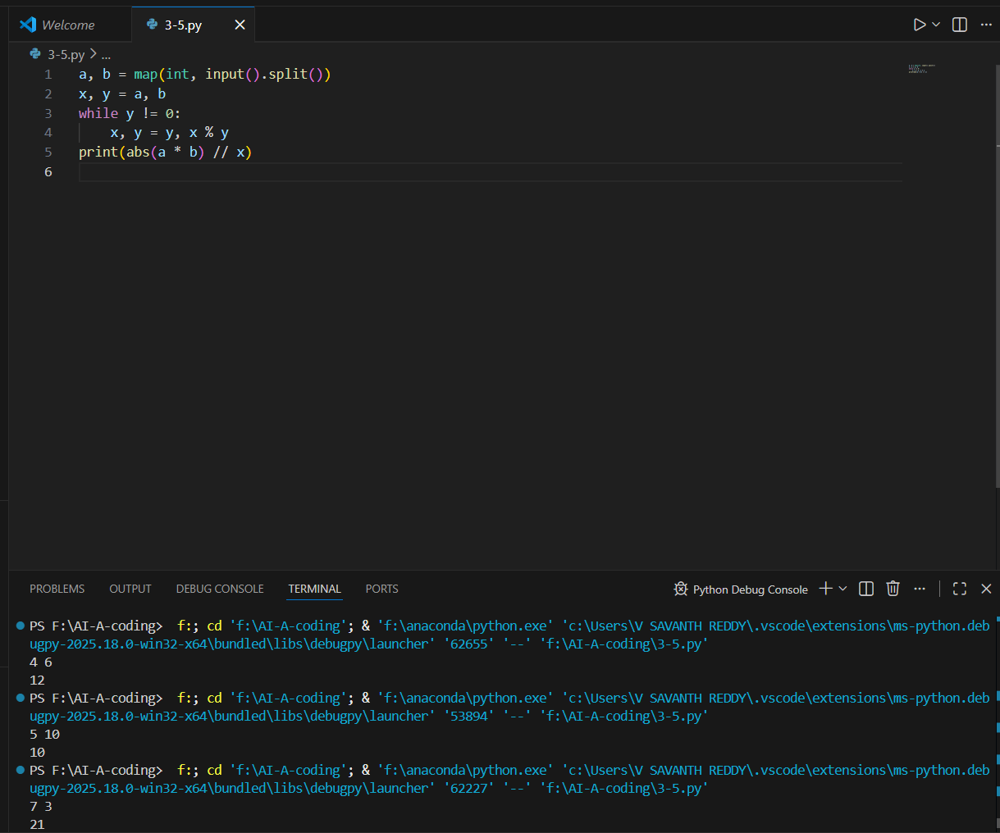 Welcome
3-5.py
3-5.py > ...
1 a, b = map(int, input().split())
2 x, y = a, b
3 while y != 0:
4     x, y = y, x % y
5 print(abs(a * b) // x)
6
PROBLEMS OUTPUT DEBUG CONSOLE TERMINAL PORTS
Python Debug Console
PS F:\AI-A-coding>  f:; cd 'f:\AI-A-coding'; & 'f:\anaconda\python.exe' 'c:\Users\V SAVANTH REDDY\.vscode\extensions\ms-python.deb
ugpy-2025.18.0-win32-x64\bundled\libs\debugpy\launcher' '62655' '--' 'f:\AI-A-coding\3-5.py'
4 6
12
PS F:\AI-A-coding>  f:; cd 'f:\AI-A-coding'; & 'f:\anaconda\python.exe' 'c:\Users\V SAVANTH REDDY\.vscode\extensions\ms-python.deb
ugpy-2025.18.0-win32-x64\bundled\libs\debugpy\launcher' '53894' '--' 'f:\AI-A-coding\3-5.py'
5 10
10
PS F:\AI-A-coding>  f:; cd 'f:\AI-A-coding'; & 'f:\anaconda\python.exe' 'c:\Users\V SAVANTH REDDY\.vscode\extensions\ms-python.deb
ugpy-2025.18.0-win32-x64\bundled\libs\debugpy\launcher' '62227' '--' 'f:\AI-A-coding\3-5.py'
7 3
21